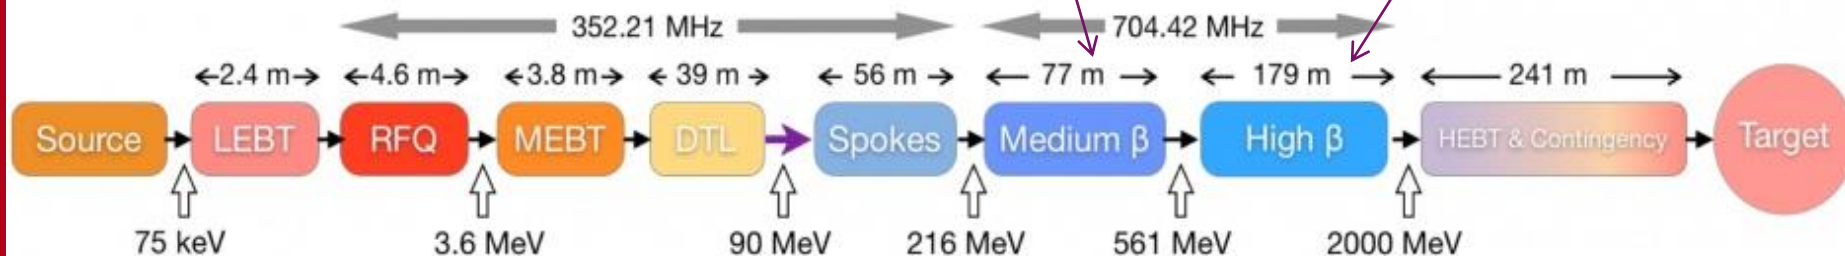 352.21 MHz 704.42 MHz
2.4 m 4.6 m 3.8 m 39 m 56 m 77 m 179 m 241 m
Source LEBT RFQ MEBT DTL Spokes Medium β High β HEBT & Contingency Target
75 keV 3.6 MeV 90 MeV 216 MeV 561 MeV 2000 MeV